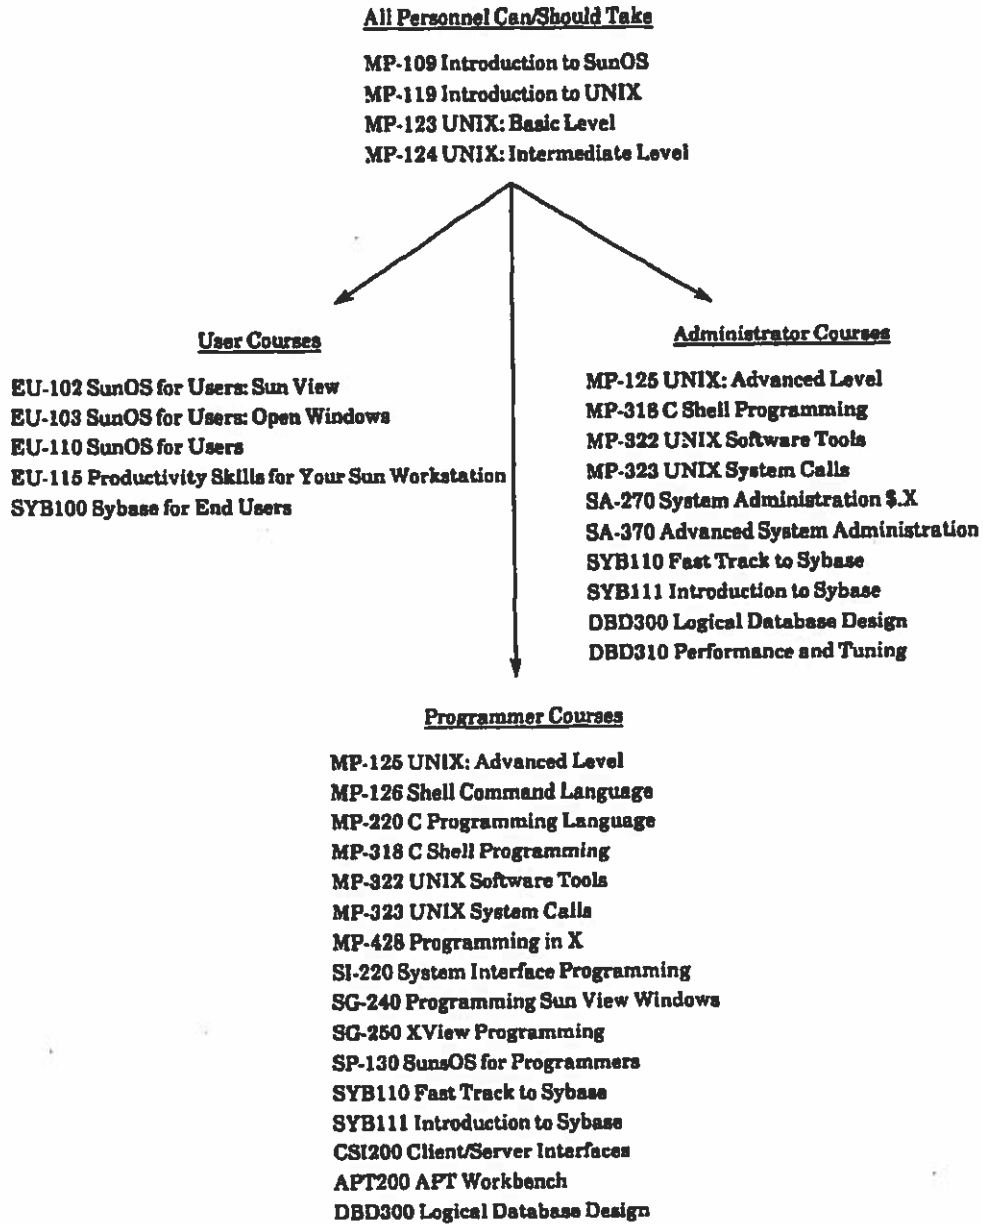 All Personnel Can/Should Take
MP-109 Introduction to SunOS
MP-119 Introduction to UNIX
MP-123 UNIX: Basic Level
MP-124 UNIX: Intermediate Level
User Courses
EU-102 SunOS for Users: Sun View
EU-103 SunOS for Users: Open Windows
EU-110 SunOS for Users
EU-115 Productivity Skills for Your Sun Workstation
SYB100 Sybase for End Users
Administrator Courses
MP-125 UNIX: Advanced Level
MP-318 C Shell Programming
MP-322 UNIX Software Tools
MP-323 UNIX System Calls
SA-270 System Administration $.X
SA-370 Advanced System Administration
SYB110 Fast Track to Sybase
SYB111 Introduction to Sybase
DBD300 Logical Database Design
DBD310 Performance and Tuning
Programmer Courses
MP-125 UNIX: Advanced Level
MP-126 Shell Command Language
MP-220 C Programming Language
MP-318 C Shell Programming
MP-322 UNIX Software Tools
MP-323 UNIX System Calls
MP-428 Programming in X
SI-220 System Interface Programming
SG-240 Programming Sun View Windows
SG-250 XView Programming
SP-130 SunsOS for Programmers
SYB110 Fast Track to Sybase
SYB111 Introduction to Sybase
CSI200 Client/Server Interfaces
APT200 APT Workbench
DBD300 Logical Database Design